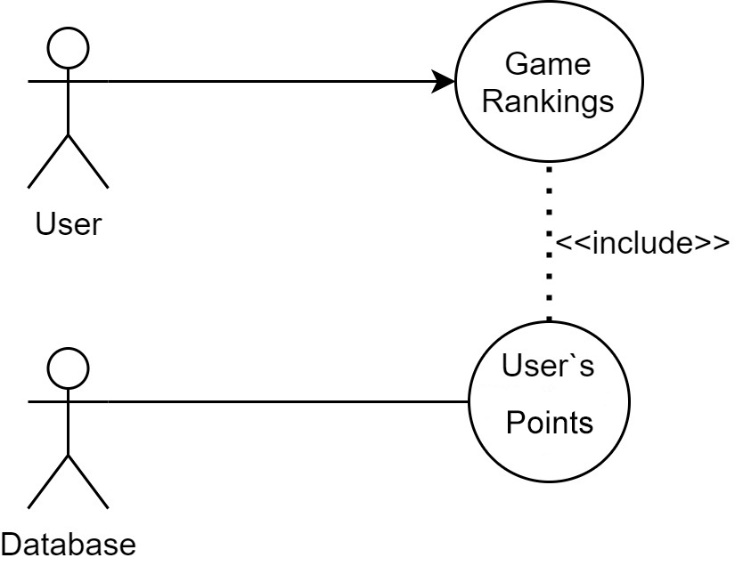 Game
Rankings
User
<<include>>
User`s
Points
Database